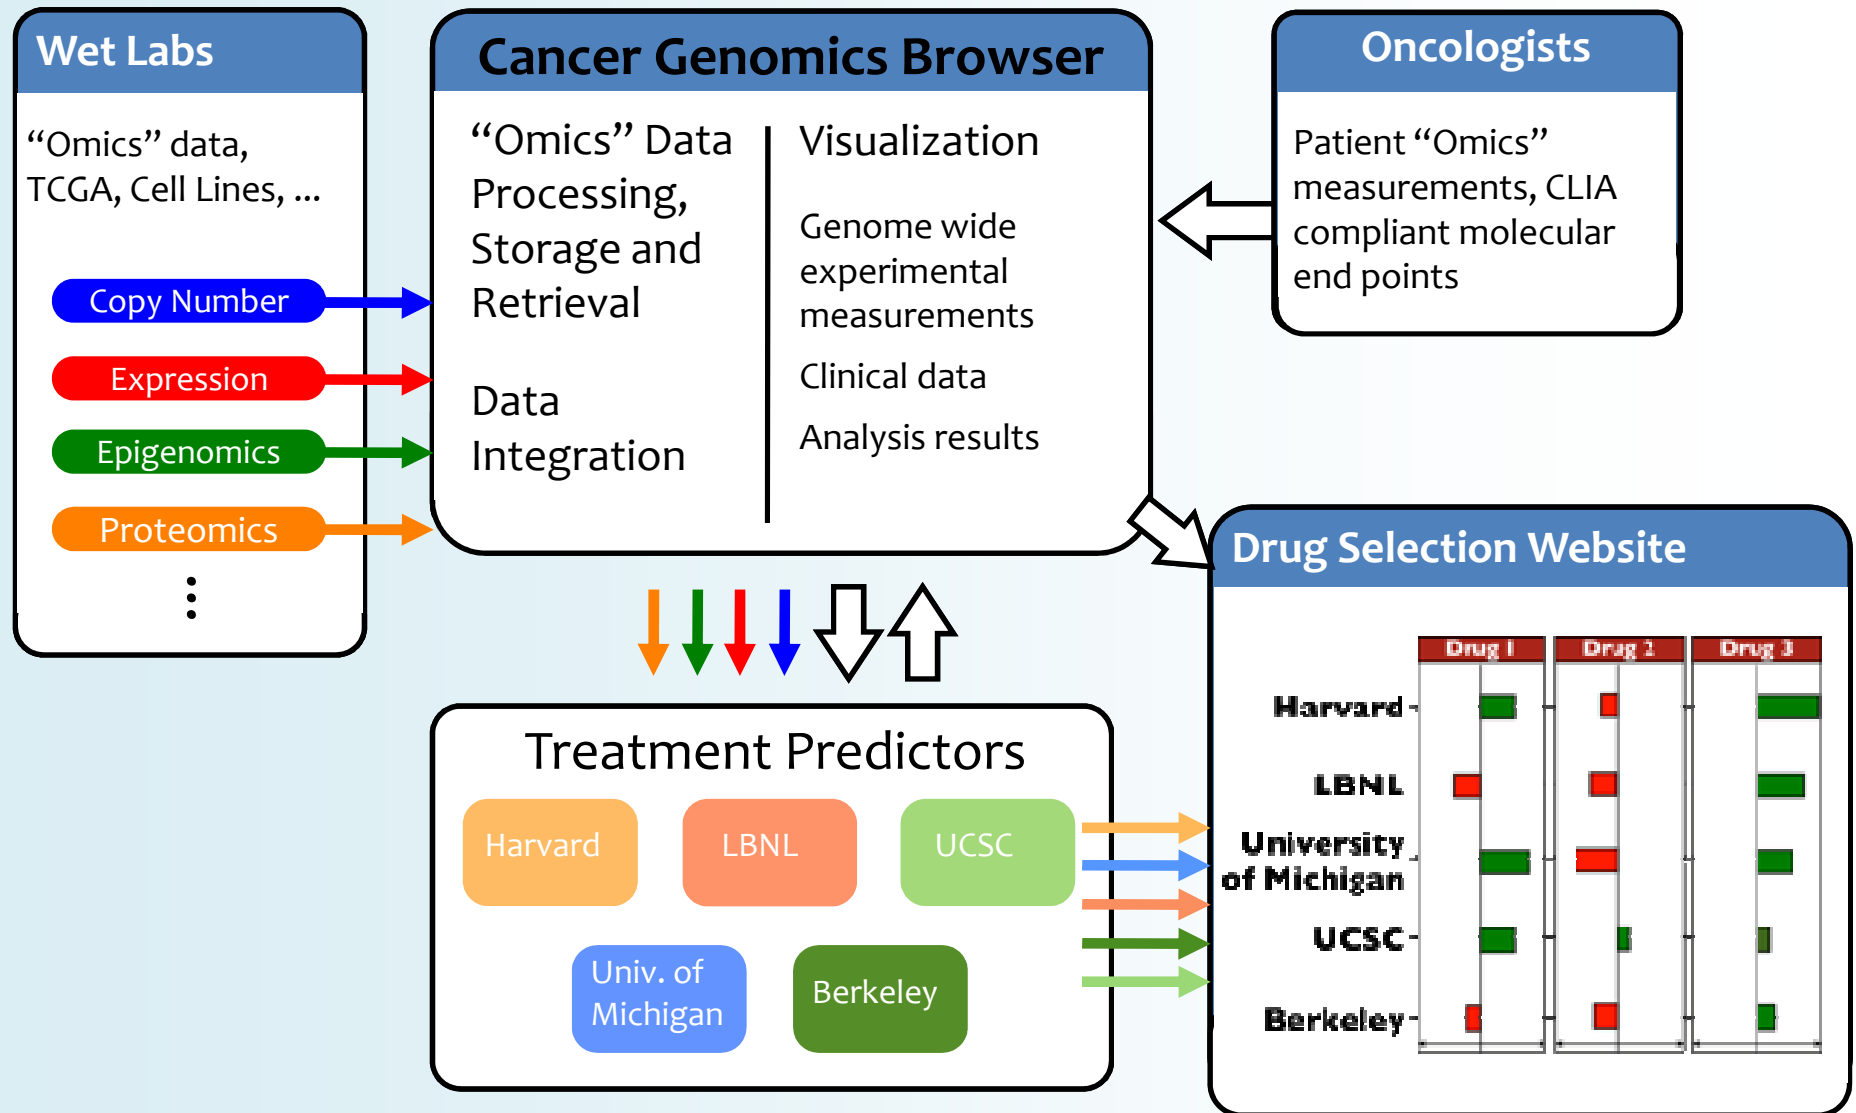 Wet Labs
“Omics” data,
TCGA, Cell Lines, ...
Copy Number
Expression
Epigenomics
Proteomics
Cancer Genomics Browser
“Omics” Data
Processing,
Storage and
Retrieval
Data
Integration
Visualization
Genome wide
experimental
measurements
Clinical data
Analysis results
Oncologists
Patient “Omics”
measurements, CLIA
compliant molecular
end points
Treatment Predictors
Harvard
LBNL
UCSC
Univ. of
Michigan
Berkeley
Drug Selection Website
Drug 1
Drug 2
Drug 3
Harvard
LBNL
University
of Michigan
UCSC
Berkeley